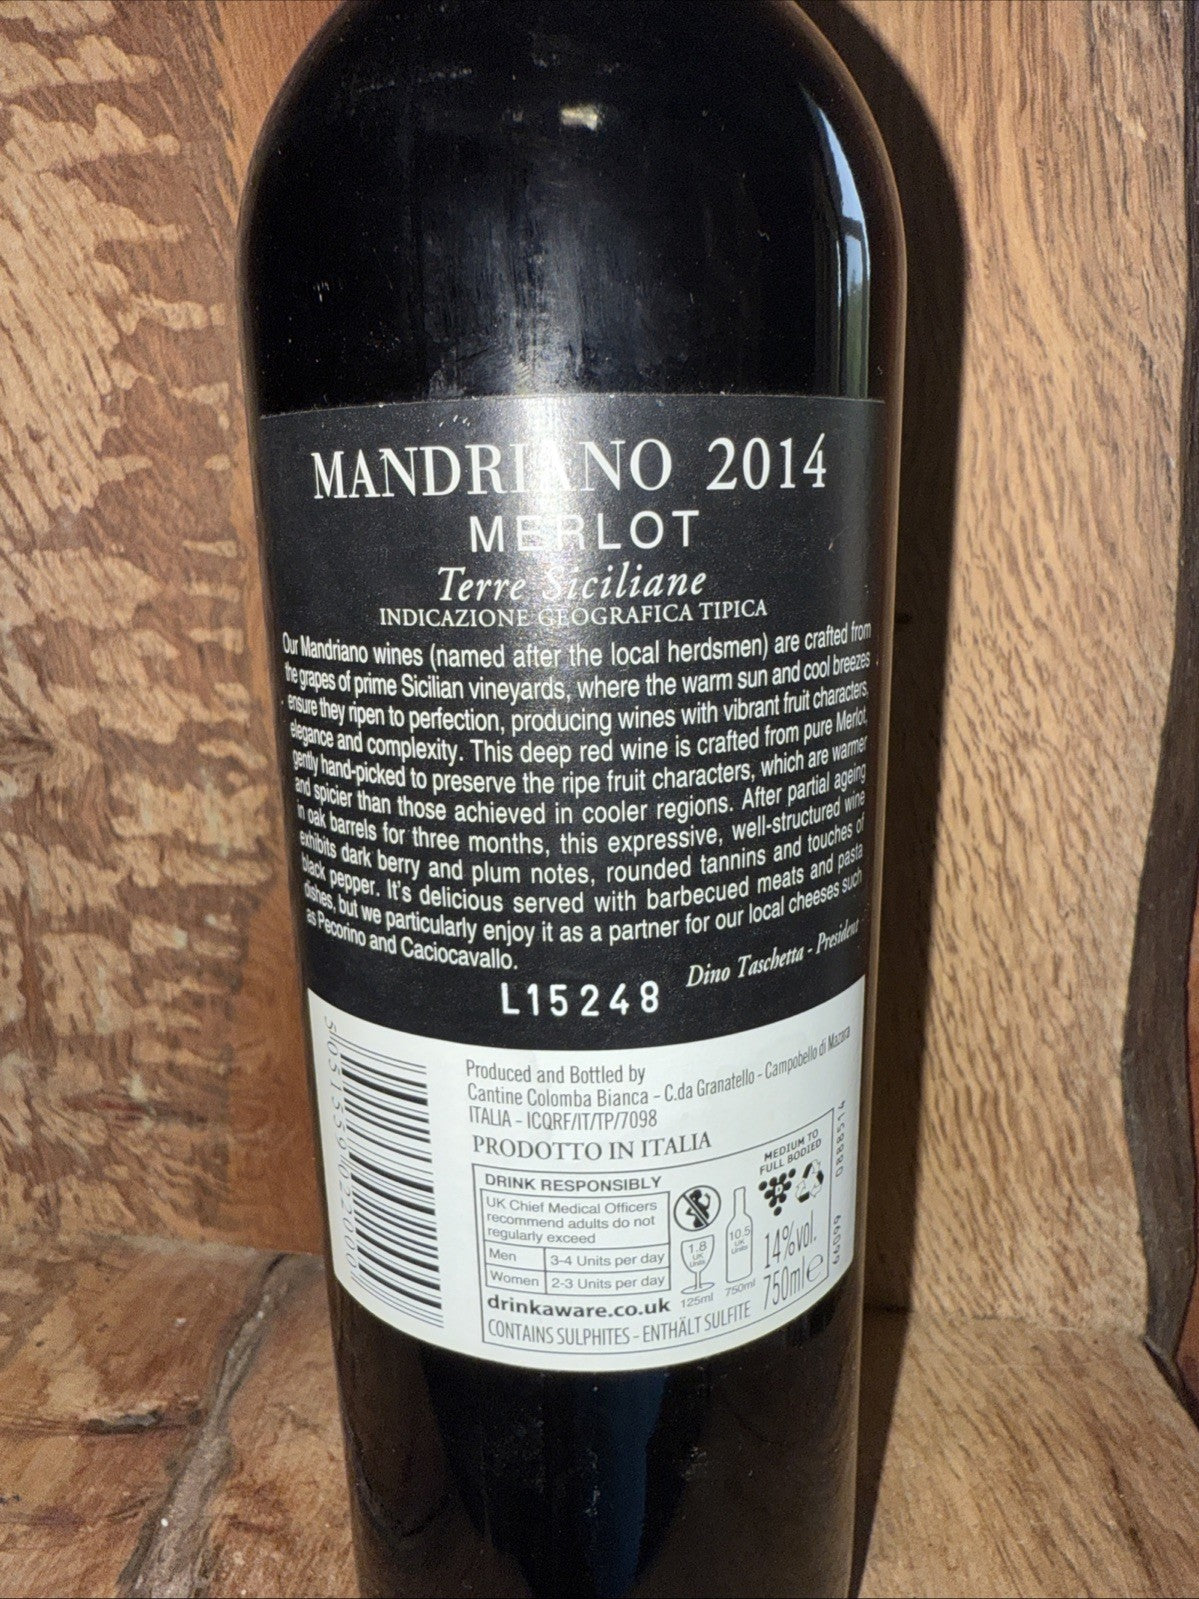 MANDRIANO 2014
MERLOT
Terre Siciliane
INDICAZIONE GEOGRAFICA TIPICA
Our Mandriano wines (named after the local herdsmen) are crafted from
the grapes of prime Sicilian vineyards, where the warm sun and cool breezes
ensure they ripen to perfection, producing wines with vibrant fruit characters,
elegance and complexity. This deep red wine is crafted from pure Merlot,
gently hand-picked to preserve the ripe fruit characters, which are warmer
and spicier than those achieved in cooler regions. After partial ageing
in oak barrels for three months, this expressive, well-structured wine
exhibits dark berry and plum notes, rounded tannins and touches of
black pepper. It's delicious served with barbecued meats and pasta
dishes, but we particularly enjoy it as a partner for our local cheeses such
as Pecorino and Caciocavallo.
Dino Taschetta - President
L15248
Produced and Bottled by
Cantine Colomba Bianca - C.da Granatello - Campobello di Mazara
ITALIA - ICQRF/IT/TP/7098
PRODOTTO IN ITALIA
DRINK RESPONSIBLY
UK Chief Medical Officers
recommend adults do not
regularly exceed
Men 3-4 Units per day
Women 2-3 Units per day
drinkaware.co.uk
CONTAINS SULPHITES - ENTHÄLT SULFITE
1.8
UK
Units
125ml
10.5
UK
Units
750ml
MEDIUM TO
FULL BODIED
14%vol.
750ml e
66099 0888514